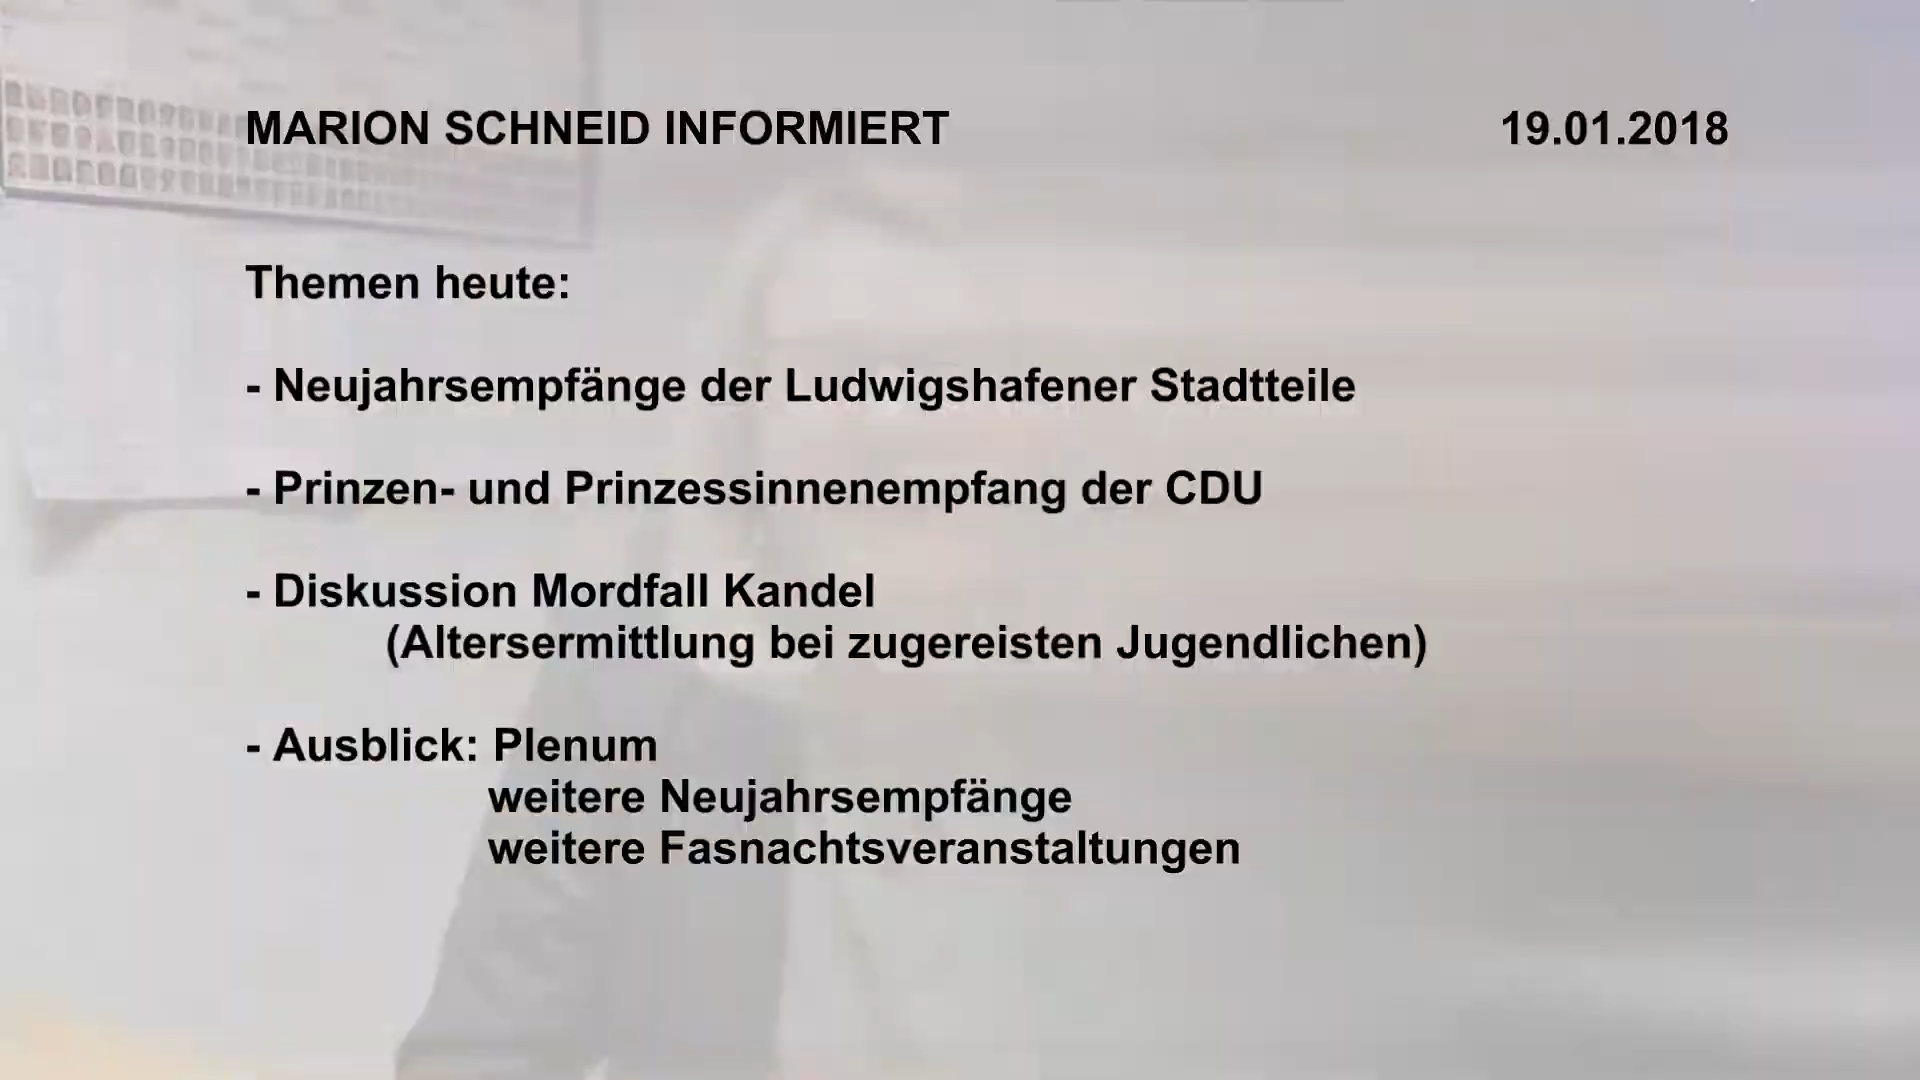 MARION SCHNEID INFORMIERT 19.01.2018
Themen heute:
- Neujahrsempfänge der Ludwigshafener Stadtteile
- Prinzen- und Prinzessinnenempfang der CDU
- Diskussion Mordfall Kandel
(Altersermittlung bei zugereisten Jugendlichen)
- Ausblick: Plenum
weitere Neujahrsempfänge
weitere Fasnachtsveranstaltungen